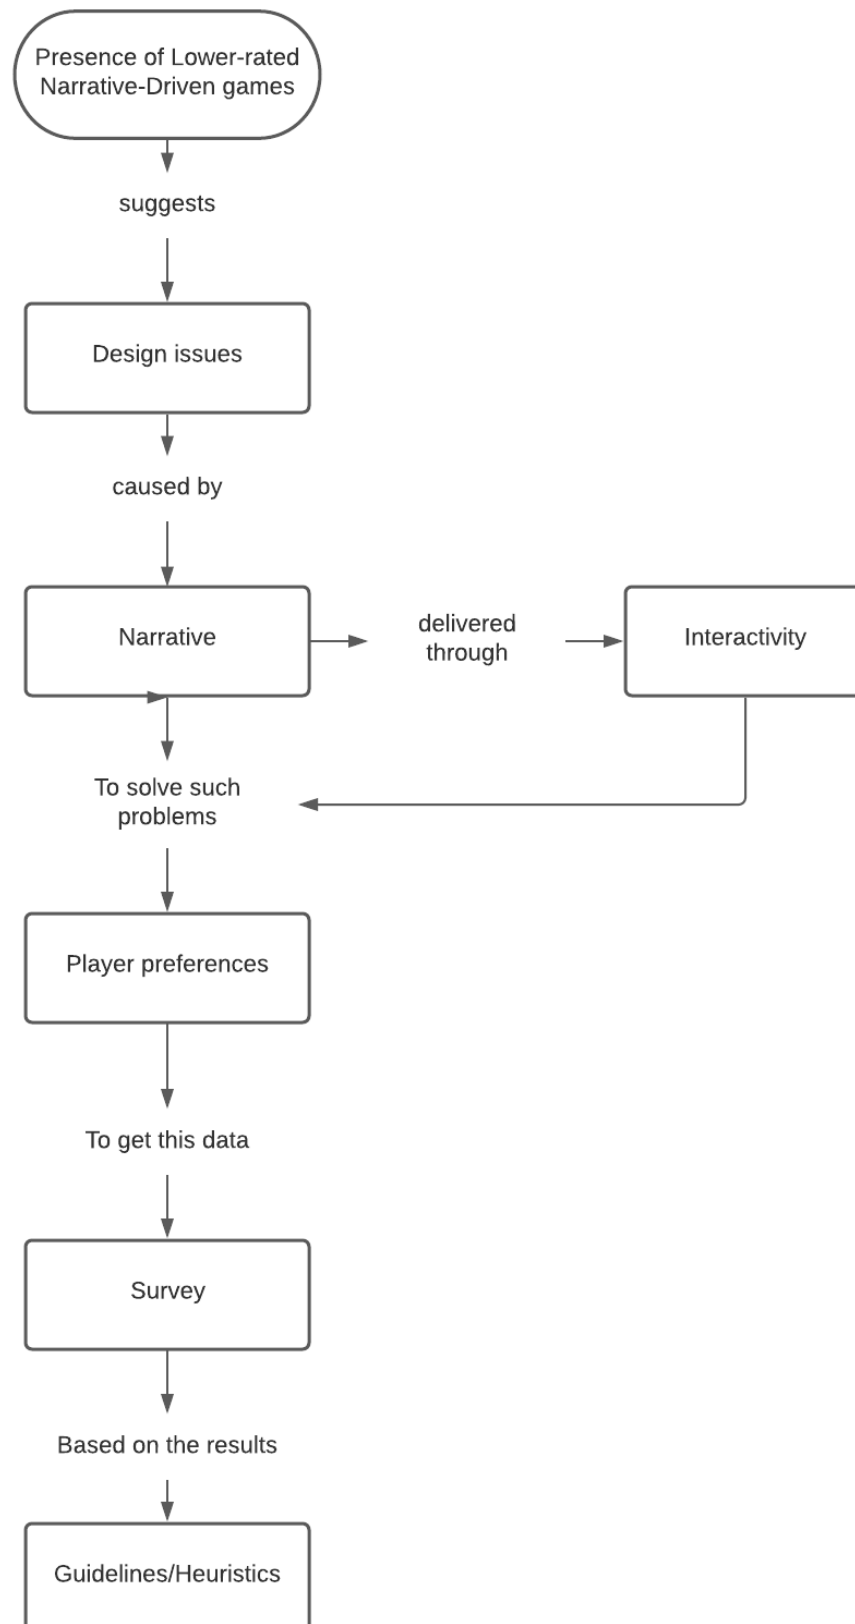 Presence of Lower-rated
Narrative-Driven games
suggests
Design issues
caused by
Narrative
delivered
through
Interactivity
To solve such
problems
Player preferences
To get this data
Survey
Based on the results
Guidelines/Heuristics